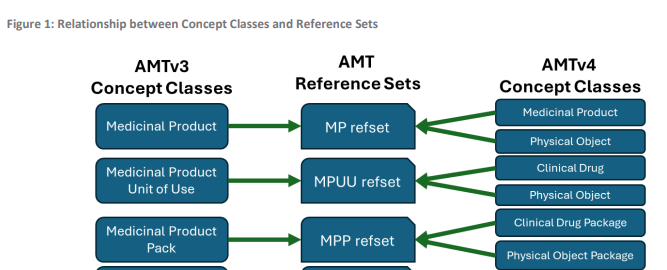 Figure 1: Relationship between Concept Classes and Reference Sets
AMTv3
Concept Classes
AMT
Reference Sets
AMTv4
Concept Classes
Medicinal Product
MP refset
Medicinal Product
Physical Object
Medicinal Product
Unit of Use
MPUU refset
Clinical Drug
Physical Object
Medicinal Product
Pack
MPP refset
Clinical Drug Package
Physical Object Package